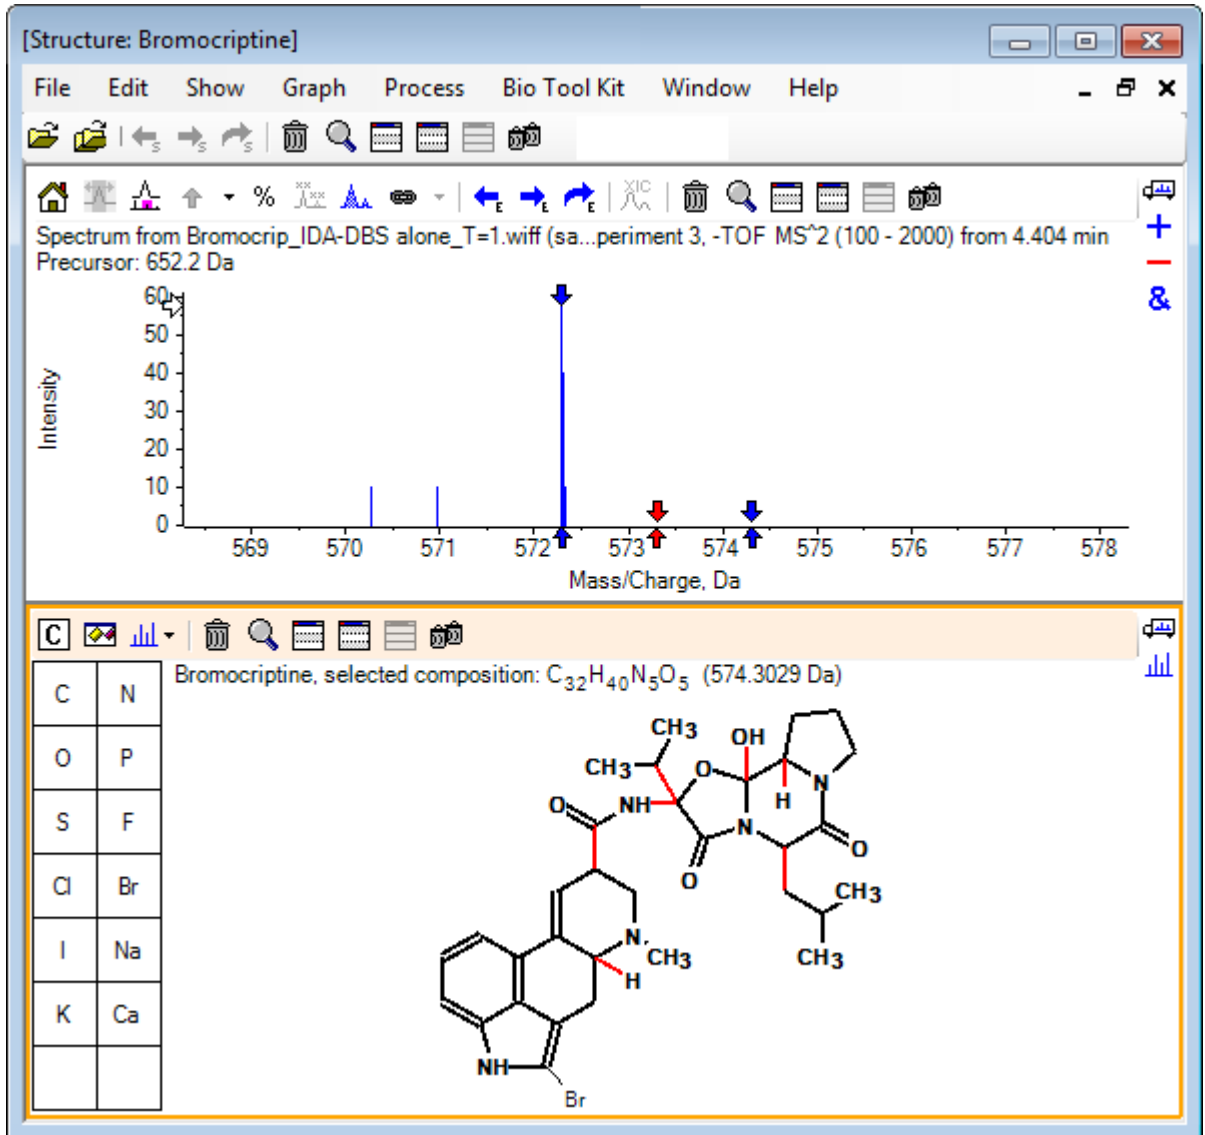 [Structure: Bromocriptine]
File Edit Show Graph Process Bio Tool Kit Window Help
% XIC
Spectrum from Bromocrip_IDA-DBS alone_T=1.wiff (sa...periment 3, -TOF MS^2 (100 - 2000) from 4.404 min
Precursor: 652.2 Da
&
60
50
40
30
20
10
0
Intensity
569 570 571 572 573 574 575 576 577 578
Mass/Charge, Da
C
Bromocriptine, selected composition: C32H40N5O5 (574.3029 Da)
C N
O P
S F
Cl Br
I Na
K Ca
CH3
OH
CH3
O
H
N
O
NH
N
O
O
CH3
CH3
N
CH3
H
NH
Br